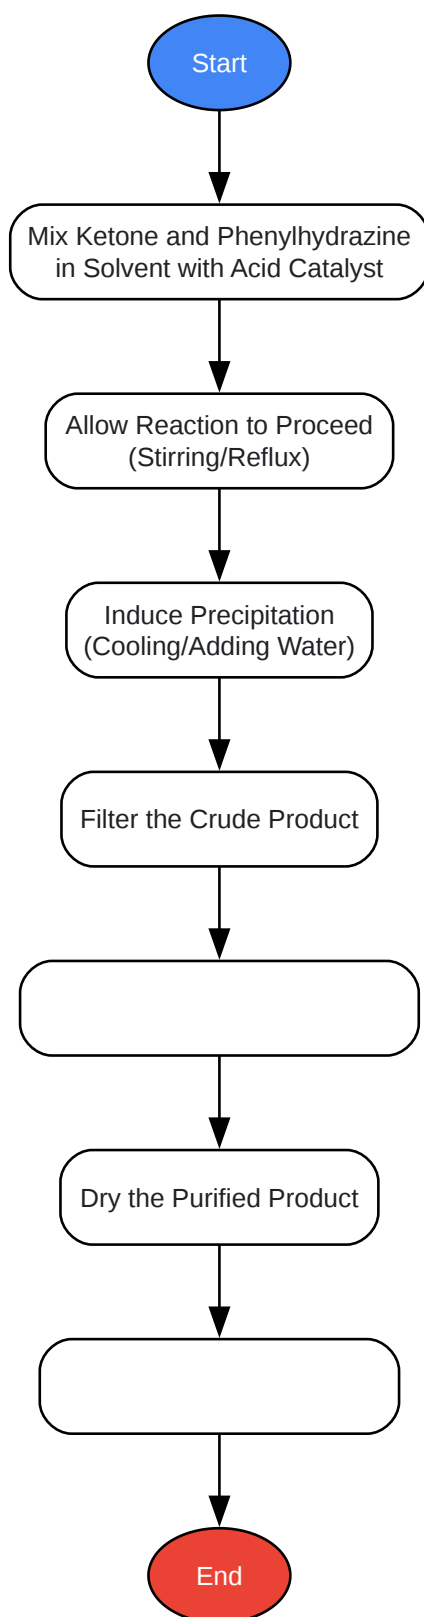 Start
Mix Ketone and Phenylhydrazine
in Solvent with Acid Catalyst
Allow Reaction to Proceed
(Stirring/Reflux)
Induce Precipitation
(Cooling/Adding Water)
Filter the Crude Product
Dry the Purified Product
End